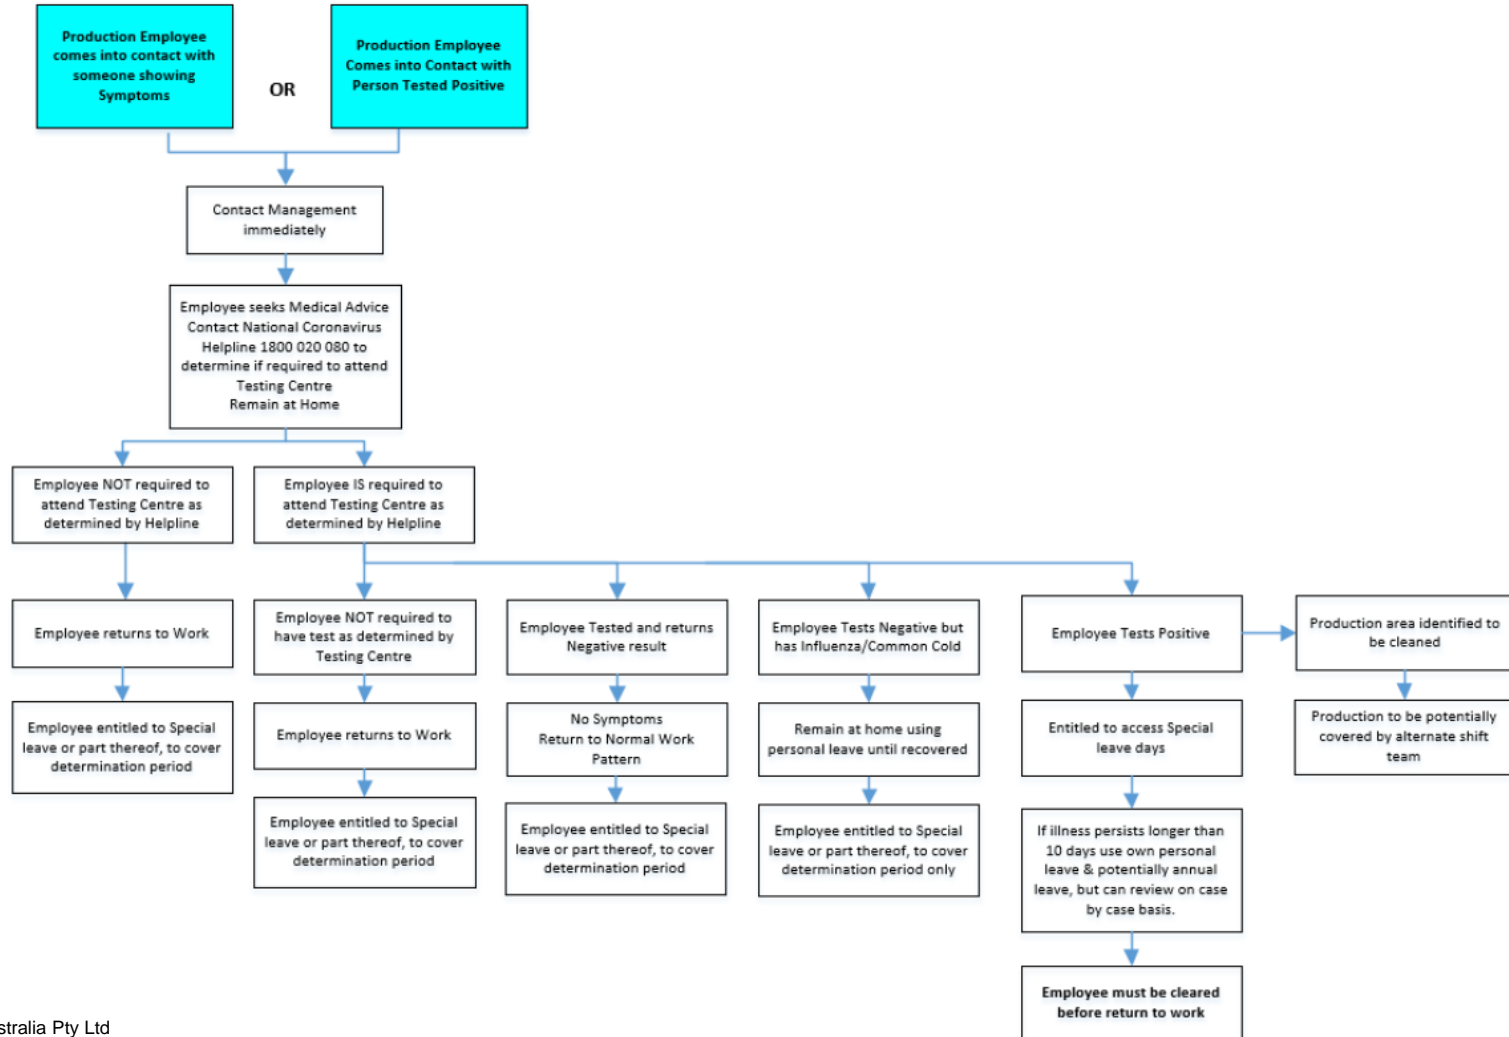 Production Employee
comes into contact with
someone showing
Symptoms
OR
Production Employee
Comes into Contact with
Person Tested Positive
Contact Management
immediately
Employee seeks Medical Advice
Contact National Coronavirus
Helpline 1800 020 080 to
determine if required to attend
Testing Centre
Remain at Home
Employee NOT required to
attend Testing Centre as
determined by Helpline
Employee IS required to
attend Testing Centre as
determined by Helpline
Employee returns to Work
Employee NOT required to
have test as determined by
Testing Centre
Employee Tested and returns
Negative result
Employee Tests Negative but
has Influenza/Common Cold
Employee Tests Positive
Production area identified to
be cleaned
Employee entitled to Special
leave or part thereof, to cover
determination period
Employee returns to Work
No Symptoms
Return to Normal Work
Pattern
Remain at home using
personal leave until recovered
Entitled to access Special
leave days
Production to be potentially
covered by alternate shift
team
Employee entitled to Special
leave or part thereof, to cover
determination period
Employee entitled to Special
leave or part thereof, to cover
determination period
Employee entitled to Special
leave or part thereof, to cover
determination period only
If illness persists longer than
10 days use own personal
leave & potentially annual
leave, but can review on case
by case basis.
Employee must be cleared
before return to work
stralia Pty Ltd